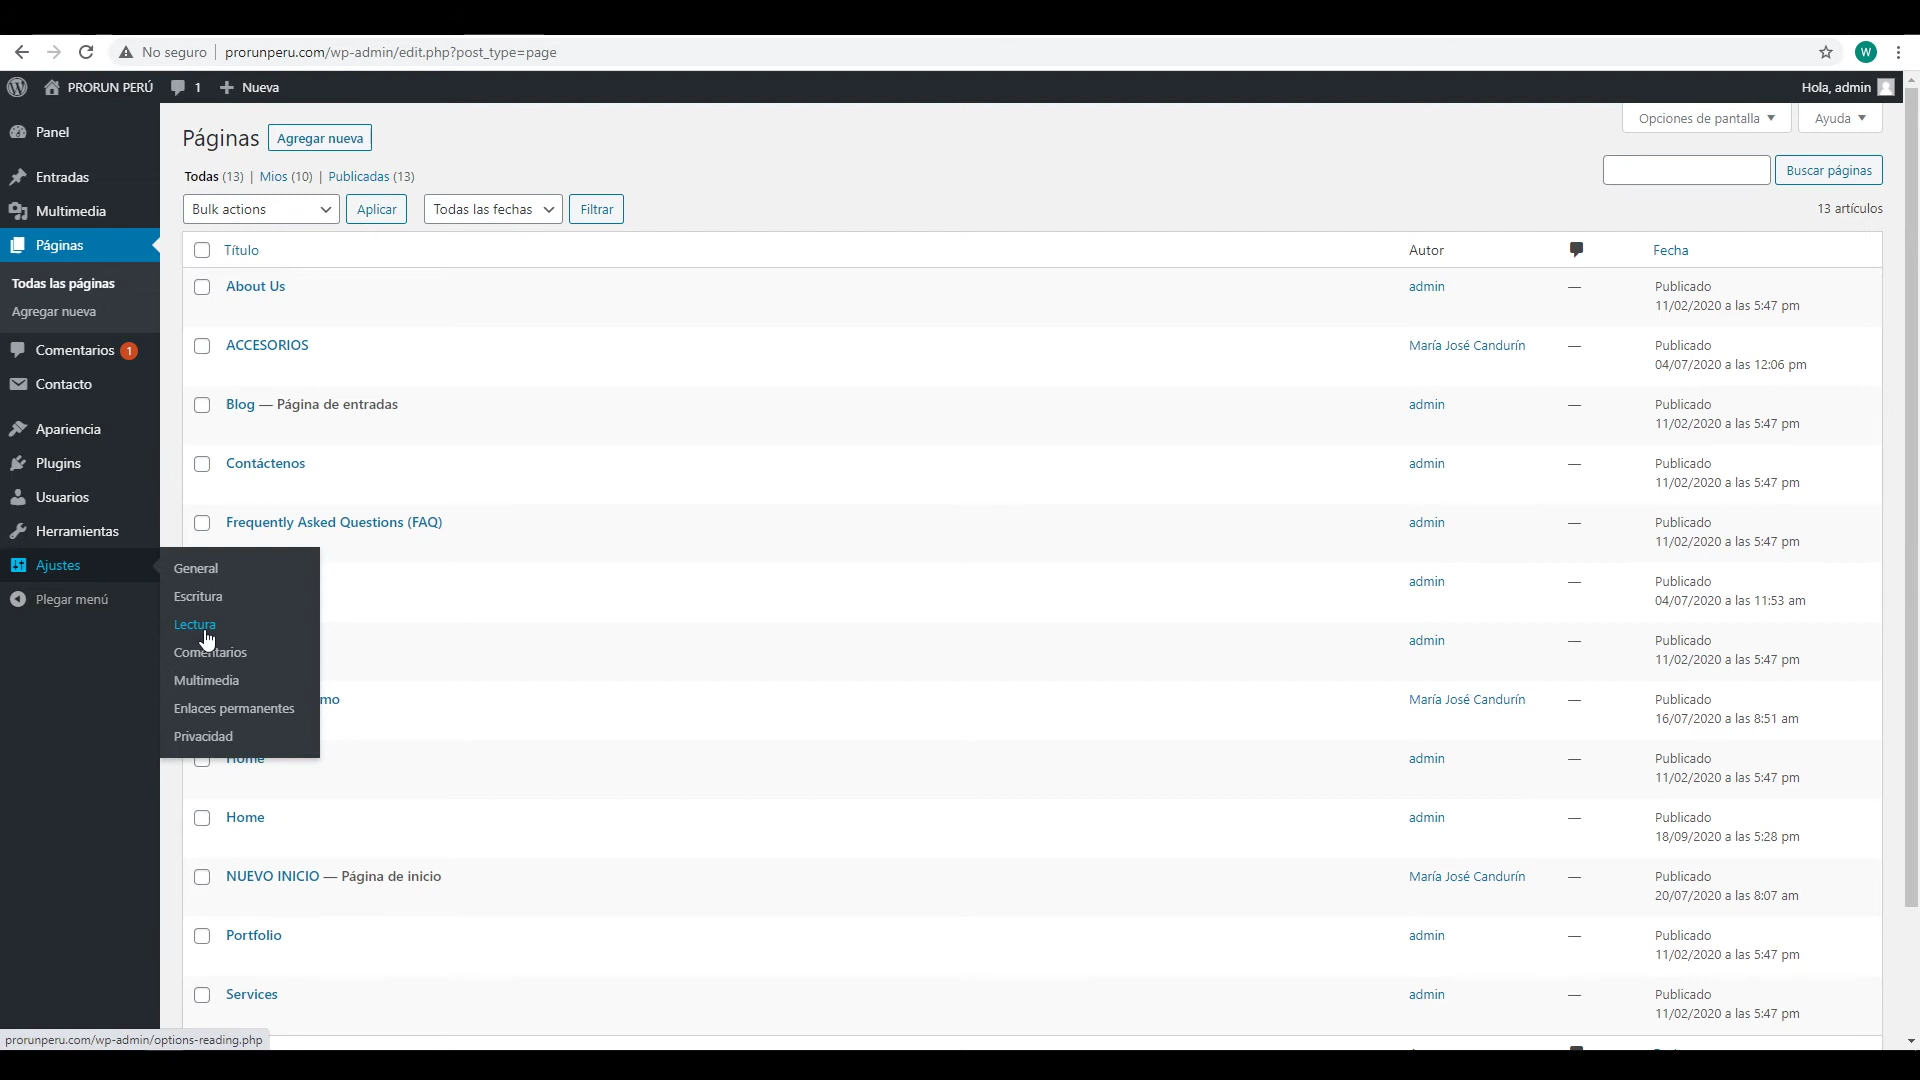 No seguro prorunperu.com/wp-admin/edit.php?post_type=page W
PRORUN PERÚ 1 Nueva Hola, admin
Panel
Entradas
Multimedia
Páginas
Todas las páginas
Agregar nueva
Comentarios 1
Contacto
Apariencia
Plugins
Usuarios
Herramientas
Ajustes
Plegar menú
General
Escritura
Lectura
Comentarios
Multimedia
Enlaces permanentes
Privacidad
Opciones de pantalla Ayuda
Páginas Agregar nueva
Todas (13) | Mios (10) | Publicadas (13)
Buscar páginas
Bulk actions Aplicar Todas las fechas Filtrar 13 artículos
Título Autor Fecha
About Us admin — Publicado
11/02/2020 a las 5:47 pm
ACCESORIOS María José Candurín — Publicado
04/07/2020 a las 12:06 pm
Blog — Página de entradas admin — Publicado
11/02/2020 a las 5:47 pm
Contáctenos admin — Publicado
11/02/2020 a las 5:47 pm
Frequently Asked Questions (FAQ) admin — Publicado
11/02/2020 a las 5:47 pm
admin — Publicado
04/07/2020 a las 11:53 am
admin — Publicado
11/02/2020 a las 5:47 pm
mo María José Candurín — Publicado
16/07/2020 a las 8:51 am
Home admin — Publicado
11/02/2020 a las 5:47 pm
Home admin — Publicado
18/09/2020 a las 5:28 pm
NUEVO INICIO — Página de inicio María José Candurín — Publicado
20/07/2020 a las 8:07 am
Portfolio admin — Publicado
11/02/2020 a las 5:47 pm
Services admin — Publicado
11/02/2020 a las 5:47 pm
prorunperu.com/wp-admin/options-reading.php